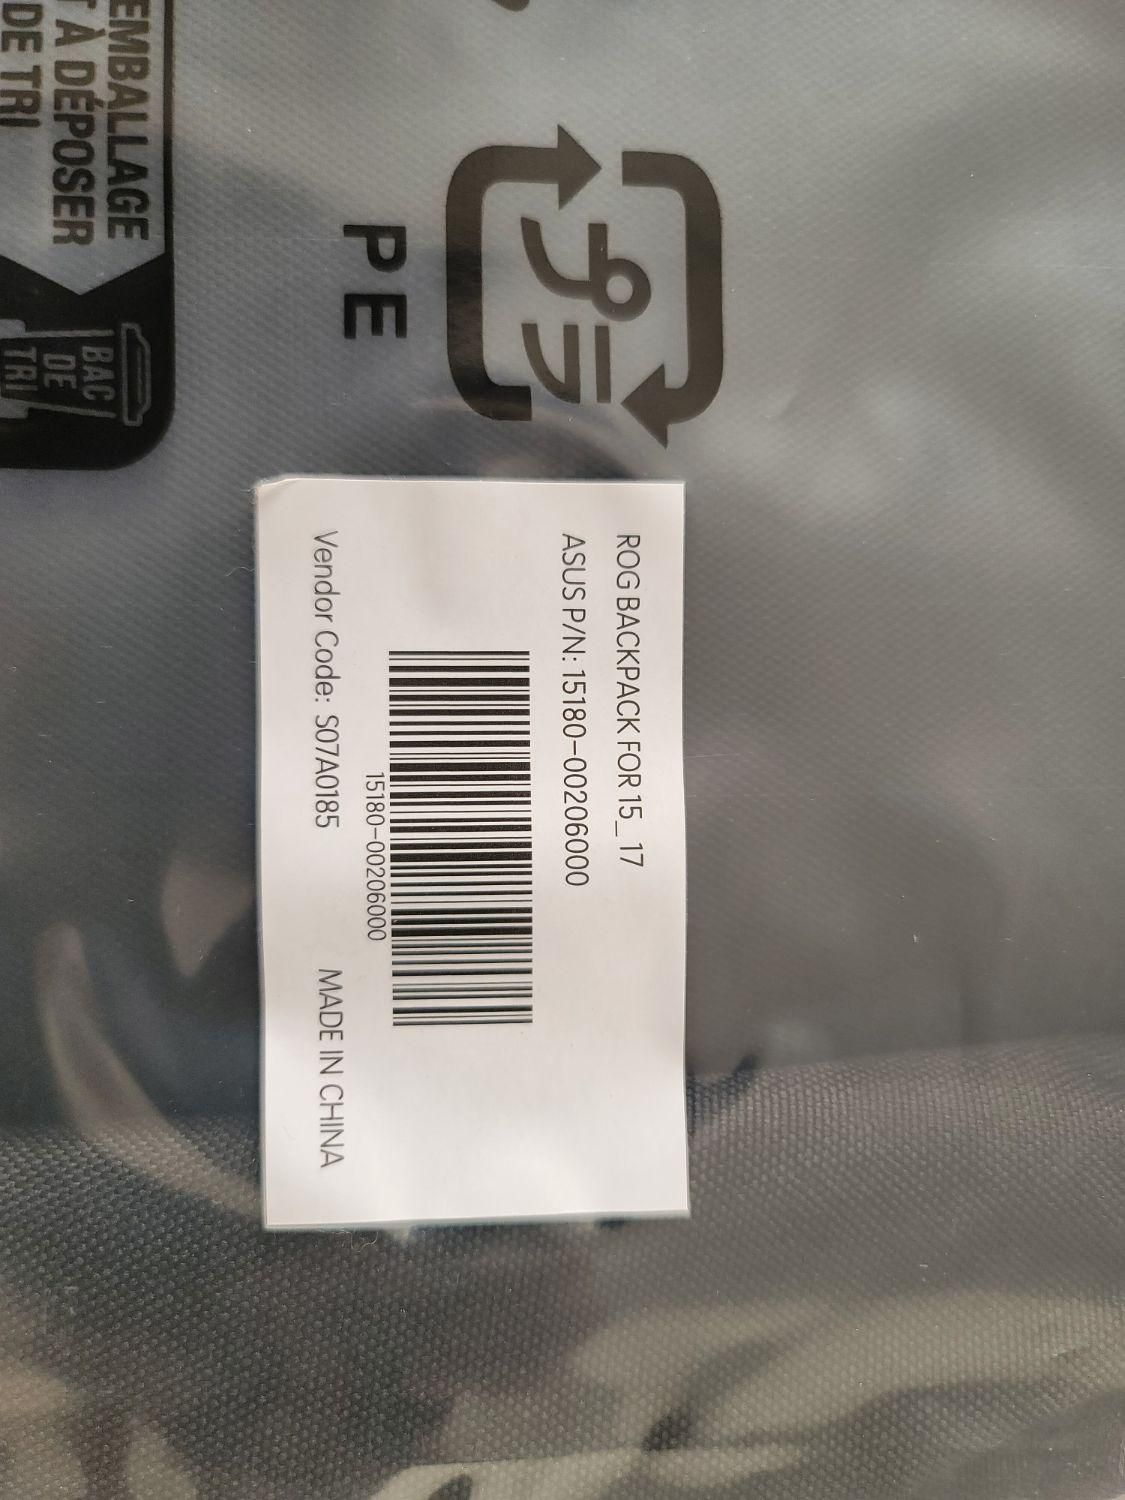 EMBALLAGE
À DÉPOSER
DE TRI
BAC
DE
TRI
プラ
PE
ROG BACKPACK FOR 15_17
ASUS P/N: 15180-00206000
15180-00206000
Vendor Code: S07A0185 MADE IN CHINA